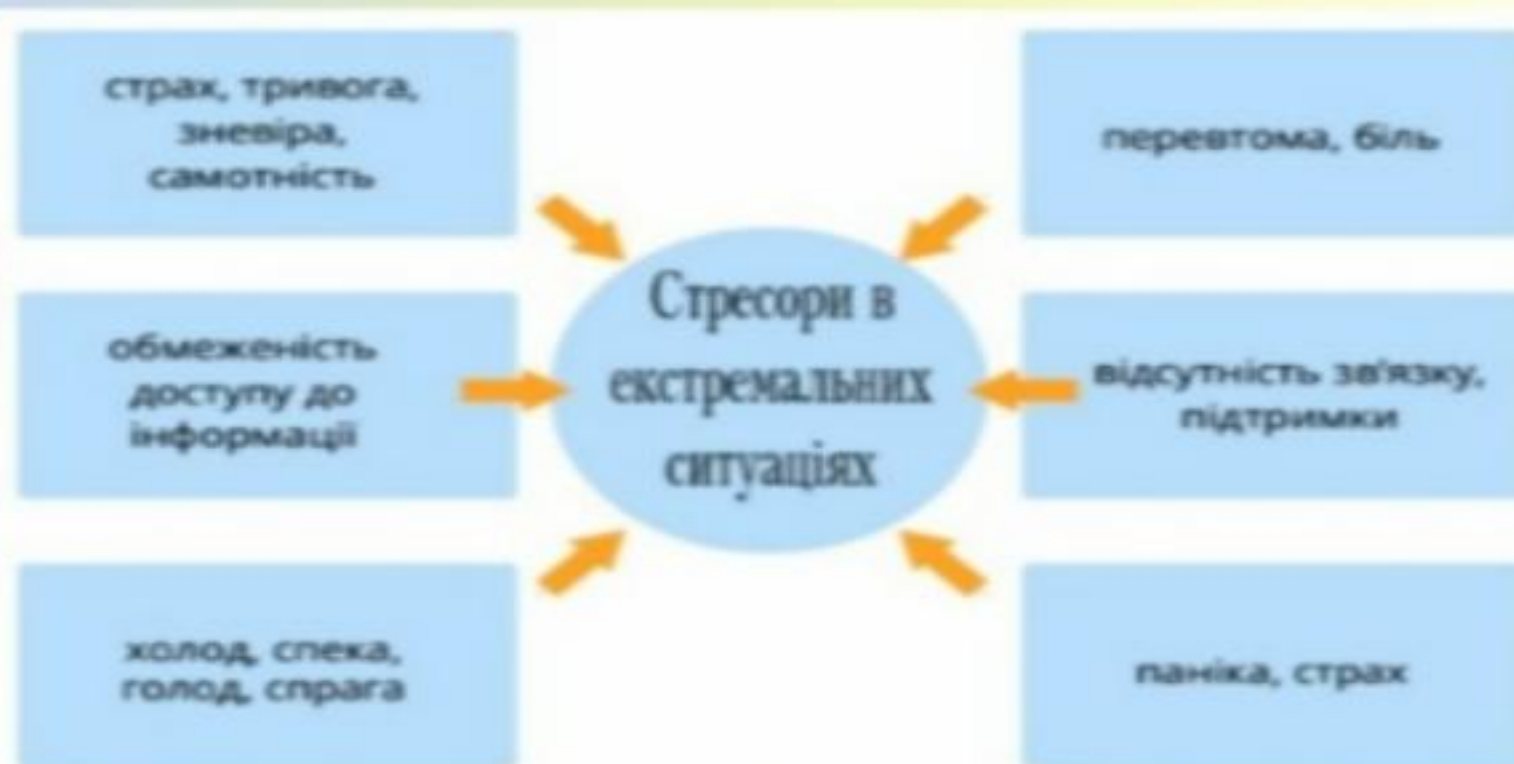 страх, тривога,
зневіра,
самотність
перевтома, біль
Стресори в
екстремальних
ситуаціях
обмеженість
доступу до
інформації
відсутність зв'язку,
підтримки
холод, спека,
голод, спрага
паніка, страх